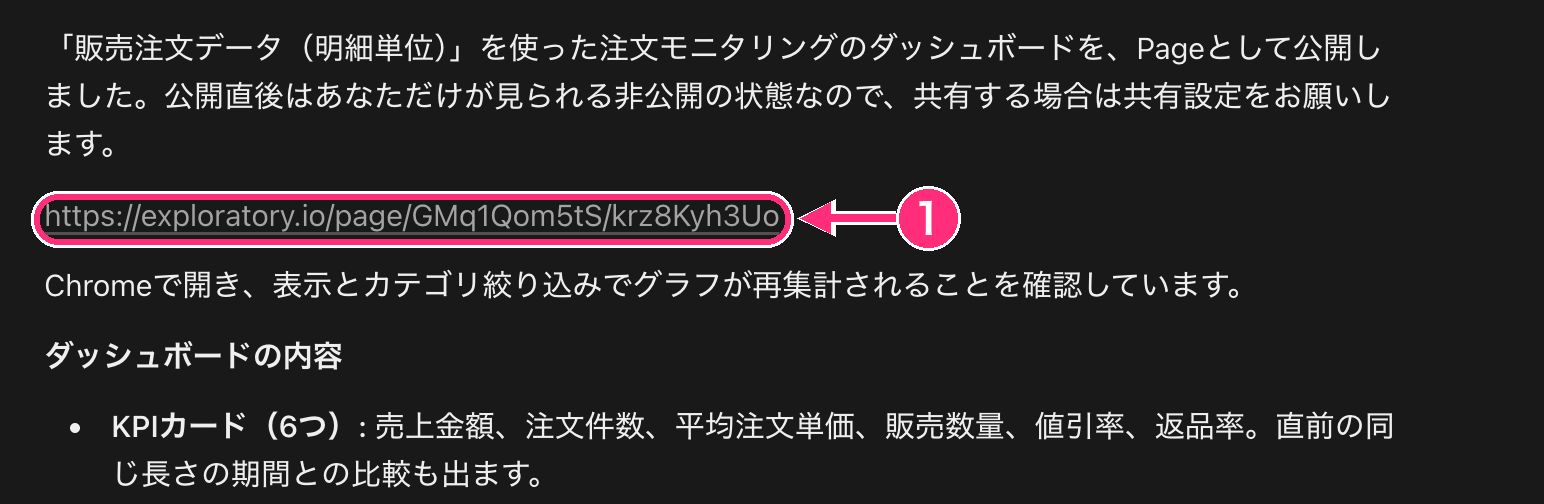 「販売注文データ（明細単位）」を使った注文モニタリングのダッシュボードを、Pageとして公開し
ました。公開直後はあなただけが見られる非公開の状態なので、共有する場合は共有設定をお願いし
ます。
https://exploratory.io/page/GMq1Qom5tS/krz8Kyh3Uo
1
Chromeで開き、表示とカテゴリ絞り込みでグラフが再集計されることを確認しています。
ダッシュボードの内容
• KPIカード（6つ）: 売上金額、注文件数、平均注文単価、販売数量、値引率、返品率。直前の同
じ長さの期間との比較も出ます。